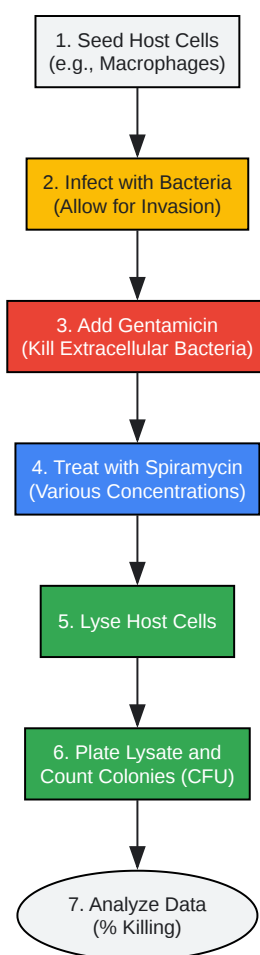 1. Seed Host Cells
(e.g., Macrophages)
2. Infect with Bacteria
(Allow for Invasion)
3. Add Gentamicin
(Kill Extracellular Bacteria)
4. Treat with Spiramycin
(Various Concentrations)
5. Lyse Host Cells
6. Plate Lysate and
Count Colonies (CFU)
7. Analyze Data
(% Killing)